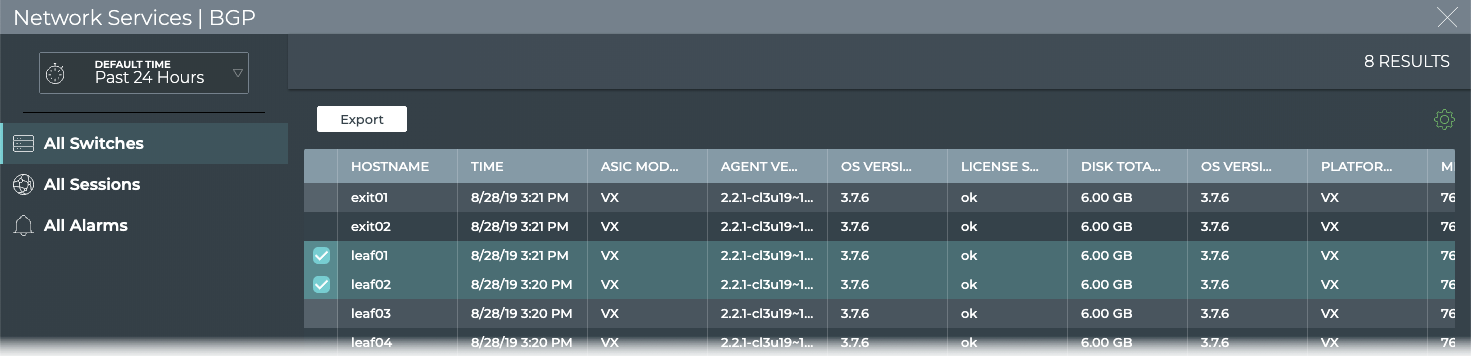 Network Services | BGP
DEFAULT TIME
Past 24 Hours
8 RESULTS
All Switches
All Sessions
All Alarms
Export
HOSTNAME TIME ASIC MOD... AGENT VE... OS VERSI... LICENSE S... DISK TOTA... OS VERSI... PLATFOR... M
exit01 8/28/19 3:21 PM VX 2.2.1-cl3u19~1... 3.7.6 ok 6.00 GB 3.7.6 VX 76
exit02 8/28/19 3:21 PM VX 2.2.1-cl3u19~1... 3.7.6 ok 6.00 GB 3.7.6 VX 76
leaf01 8/28/19 3:21 PM VX 2.2.1-cl3u19~1... 3.7.6 ok 6.00 GB 3.7.6 VX 76
leaf02 8/28/19 3:20 PM VX 2.2.1-cl3u19~1... 3.7.6 ok 6.00 GB 3.7.6 VX 76
leaf03 8/28/19 3:20 PM VX 2.2.1-cl3u19~1... 3.7.6 ok 6.00 GB 3.7.6 VX 76
leaf04 8/28/19 3:20 PM VX 2.2.1-cl3u19~1... 3.7.6 ok 6.00 GB 3.7.6 VX 76